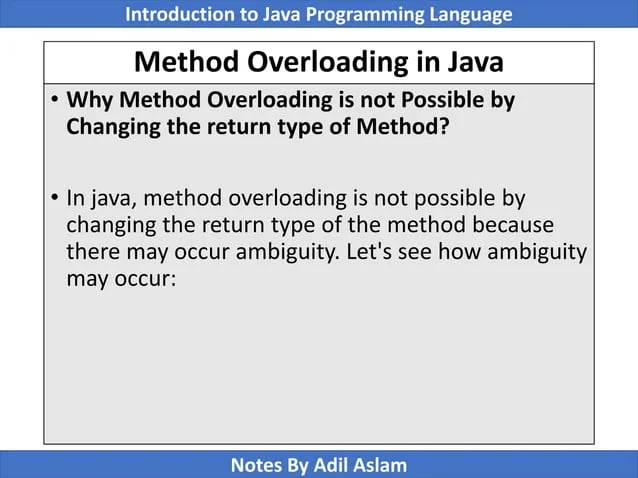 Introduction to Java Programming Language
Method Overloading in Java
• Why Method Overloading is not Possible by
Changing the return type of Method?
• In java, method overloading is not possible by
changing the return type of the method because
there may occur ambiguity. Let's see how ambiguity
may occur:
Notes By Adil Aslam